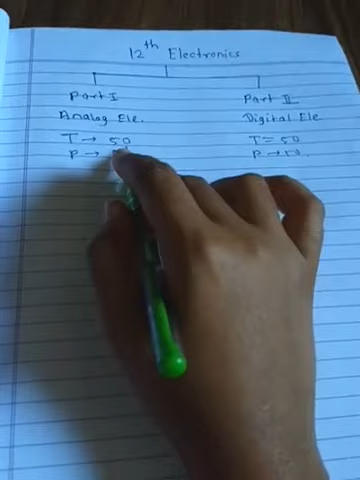 12th Electronics
Part I Part II
Analog Ele. Digital Ele
T → 50 T = 50
P → P → 50.